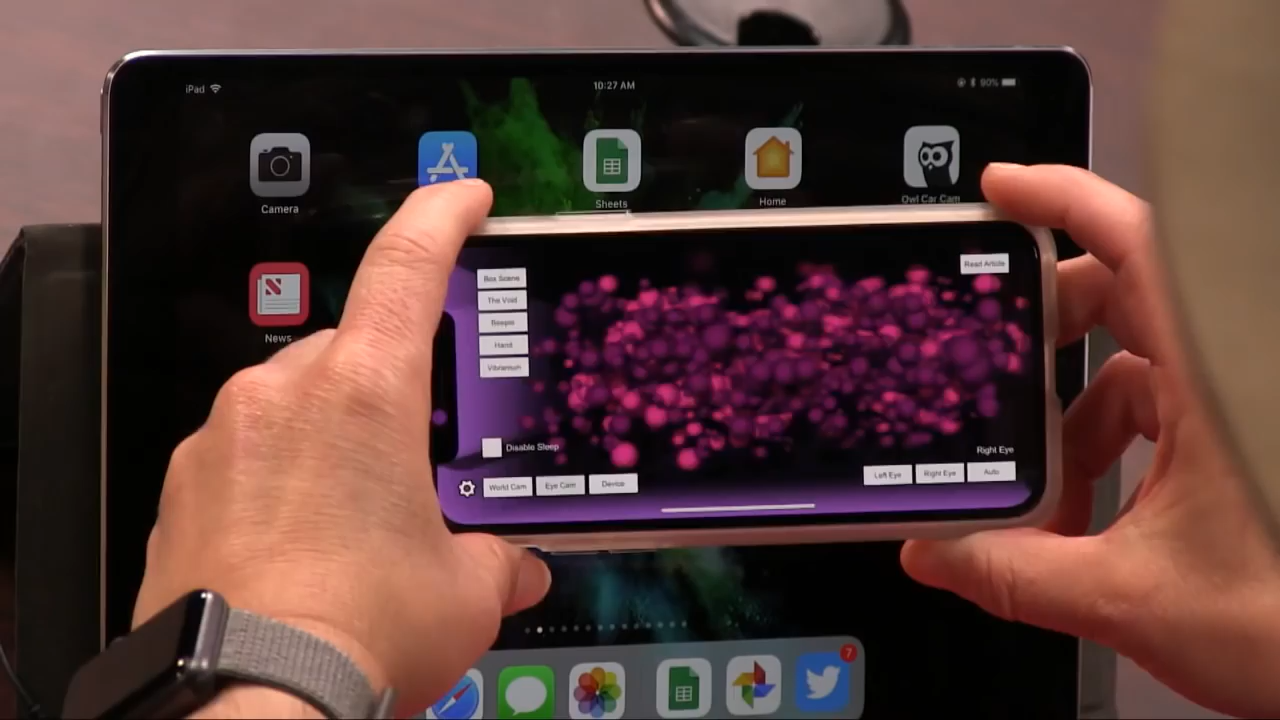 iPad
10:27 AM
90%
Camera
Sheets
Home
Owl Car Cam
News
Box Scene
The Void
Beeple
Hand
Vibranium
Read Article
Disable Sleep
World Cam
Eye Cam
Device
Right Eye
Left Eye
Right Eye
Auto
7